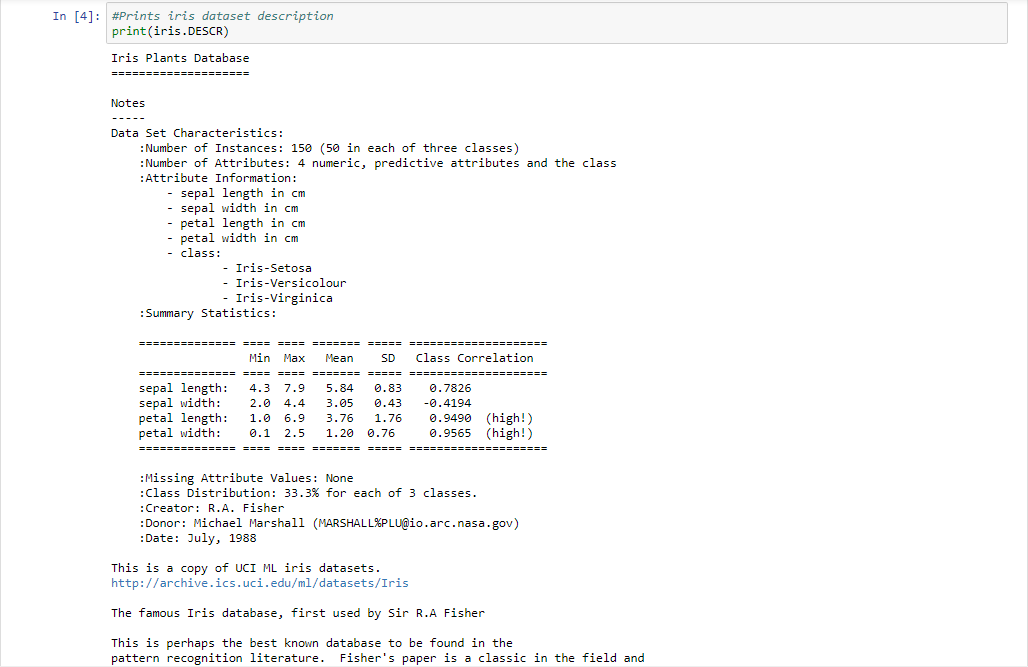 In [4]: #Prints iris dataset description
print(iris.DESCR)
Iris Plants Database
====================
Notes
-----
Data Set Characteristics:
    :Number of Instances: 150 (50 in each of three classes)
    :Number of Attributes: 4 numeric, predictive attributes and the class
    :Attribute Information:
        - sepal length in cm
        - sepal width in cm
        - petal length in cm
        - petal width in cm
        - class:
                - Iris-Setosa
                - Iris-Versicolour
                - Iris-Virginica
    :Summary Statistics:
    ============== ==== ==== ======= ===== ====================
                    Min  Max   Mean    SD   Class Correlation
    ============== ==== ==== ======= ===== ====================
    sepal length:   4.3  7.9   5.84   0.83    0.7826
    sepal width:    2.0  4.4   3.05   0.43   -0.4194
    petal length:   1.0  6.9   3.76   1.76    0.9490  (high!)
    petal width:    0.1  2.5   1.20  0.76     0.9565  (high!)
    ============== ==== ==== ======= ===== ====================
    :Missing Attribute Values: None
    :Class Distribution: 33.3% for each of 3 classes.
    :Creator: R.A. Fisher
    :Donor: Michael Marshall (MARSHALL%PLU@io.arc.nasa.gov)
    :Date: July, 1988
This is a copy of UCI ML iris datasets.
http://archive.ics.uci.edu/ml/datasets/Iris
The famous Iris database, first used by Sir R.A Fisher
This is perhaps the best known database to be found in the
pattern recognition literature.  Fisher's paper is a classic in the field and